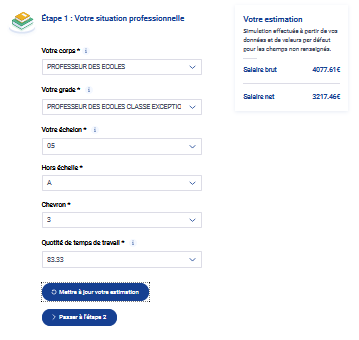 Étape 1 : Votre situation professionnelle
Votre corps * i
PROFESSEUR DES ECOLES
Votre grade * i
PROFESSEUR DES ECOLES CLASSE EXCEPTIO
Votre échelon * i
05
Hors échelle *
A
Chevron *
3
Quotité de temps de travail * i
83.33
Mettre à jour votre estimation
Passer à l'étape 2
Votre estimation
Simulation effectuée à partir de vos
données et de valeurs par défaut
pour les champs non renseignés.
Salaire brut 4077.61€
Salaire net 3217.46€